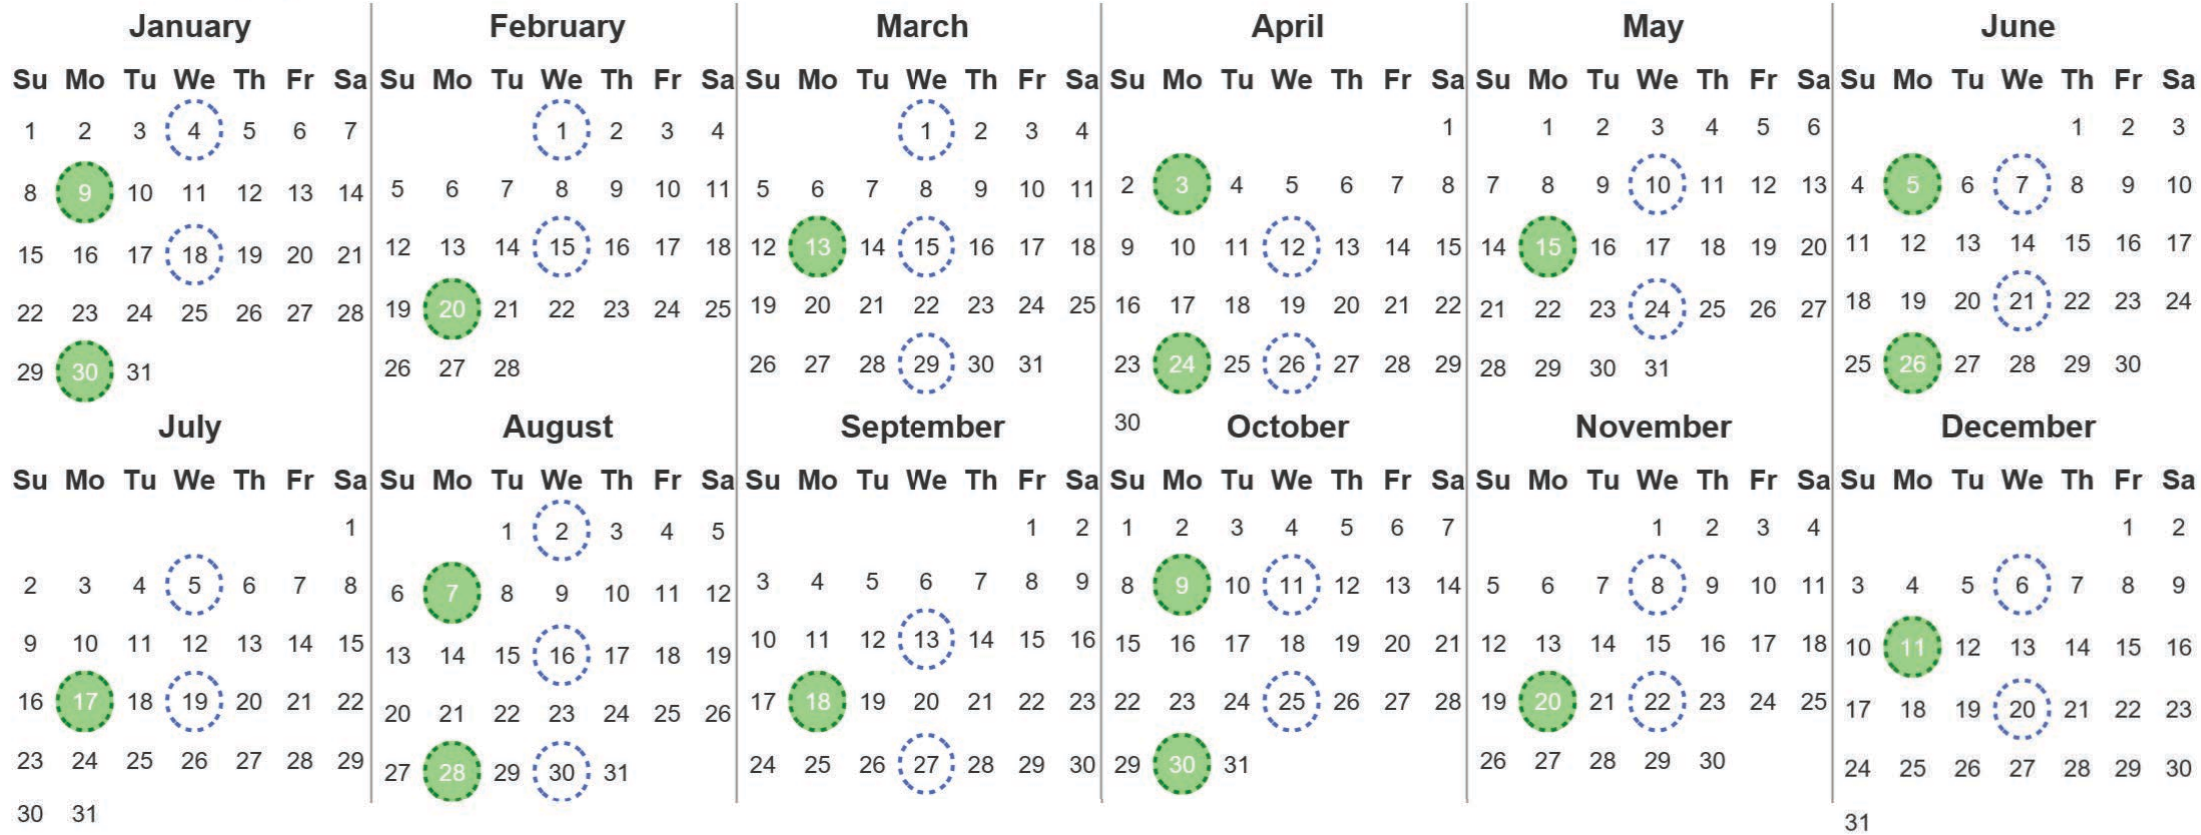 January
Su Mo Tu We Th Fr Sa
1 2 3 4 5 6 7
8 9 10 11 12 13 14
15 16 17 18 19 20 21
22 23 24 25 26 27 28
29 30 31
February
Su Mo Tu We Th Fr Sa
1 2 3 4
5 6 7 8 9 10 11
12 13 14 15 16 17 18
19 20 21 22 23 24 25
26 27 28
March
Su Mo Tu We Th Fr Sa
1 2 3 4
5 6 7 8 9 10 11
12 13 14 15 16 17 18
19 20 21 22 23 24 25
26 27 28 29 30 31
April
Su Mo Tu We Th Fr Sa
1
2 3 4 5 6 7 8
9 10 11 12 13 14 15
16 17 18 19 20 21 22
23 24 25 26 27 28 29
30
May
Su Mo Tu We Th Fr Sa
1 2 3 4 5 6
7 8 9 10 11 12 13
14 15 16 17 18 19 20
21 22 23 24 25 26 27
28 29 30 31
June
Su Mo Tu We Th Fr Sa
1 2 3
4 5 6 7 8 9 10
11 12 13 14 15 16 17
18 19 20 21 22 23 24
25 26 27 28 29 30
July
Su Mo Tu We Th Fr Sa
1
2 3 4 5 6 7 8
9 10 11 12 13 14 15
16 17 18 19 20 21 22
23 24 25 26 27 28 29
30 31
August
Su Mo Tu We Th Fr Sa
1 2 3 4 5
6 7 8 9 10 11 12
13 14 15 16 17 18 19
20 21 22 23 24 25 26
27 28 29 30 31
September
Su Mo Tu We Th Fr Sa
1 2
3 4 5 6 7 8 9
10 11 12 13 14 15 16
17 18 19 20 21 22 23
24 25 26 27 28 29 30
October
Su Mo Tu We Th Fr Sa
1 2 3 4 5 6 7
8 9 10 11 12 13 14
15 16 17 18 19 20 21
22 23 24 25 26 27 28
29 30 31
November
Su Mo Tu We Th Fr Sa
1 2 3 4
5 6 7 8 9 10 11
12 13 14 15 16 17 18
19 20 21 22 23 24 25
26 27 28 29 30
December
Su Mo Tu We Th Fr Sa
1 2
3 4 5 6 7 8 9
10 11 12 13 14 15 16
17 18 19 20 21 22 23
24 25 26 27 28 29 30
31